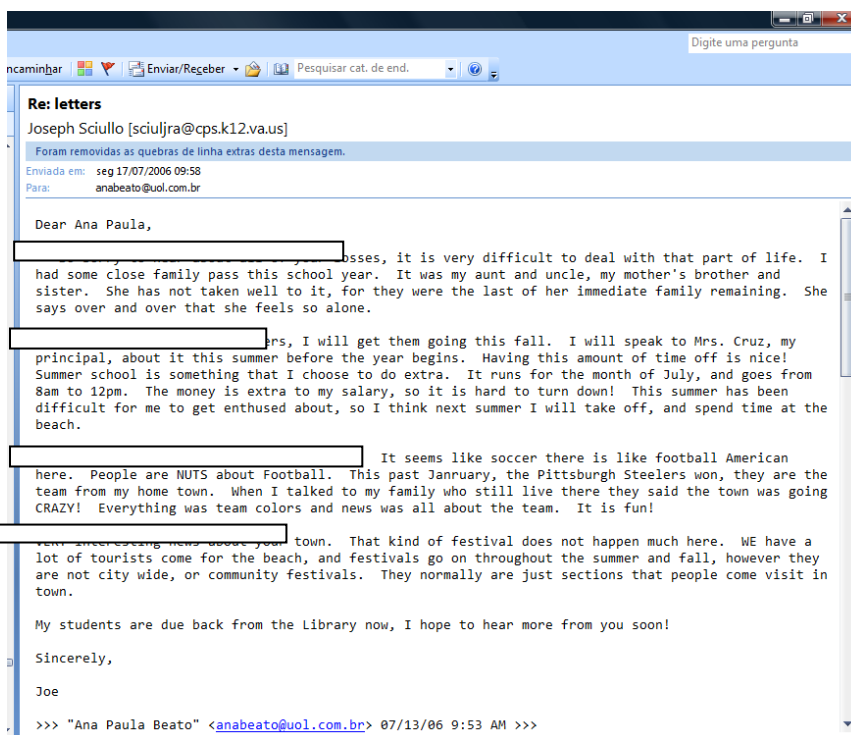 Digite uma pergunta
ncaminhar Enviar/Receber Pesquisar cat. de end.
Re: letters
Joseph Sciullo [sciuljra@cps.k12.va.us]
Foram removidas as quebras de linha extras desta mensagem.
Enviada em: seg 17/07/2006 09:58
Para: anabeato@uol.com.br
Dear Ana Paula,
losses, it is very difficult to deal with that part of life. I
had some close family pass this school year. It was my aunt and uncle, my mother's brother and
sister. She has not taken well to it, for they were the last of her immediate family remaining. She
says over and over that she feels so alone.
ers, I will get them going this fall. I will speak to Mrs. Cruz, my
principal, about it this summer before the year begins. Having this amount of time off is nice!
Summer school is something that I choose to do extra. It runs for the month of July, and goes from
8am to 12pm. The money is extra to my salary, so it is hard to turn down! This summer has been
difficult for me to get enthused about, so I think next summer I will take off, and spend time at the
beach.
It seems like soccer there is like football American
here. People are NUTS about Football. This past Janruary, the Pittsburgh Steelers won, they are the
team from my home town. When I talked to my family who still live there they said the town was going
CRAZY! Everything was team colors and news was all about the team. It is fun!
town. That kind of festival does not happen much here. WE have a
lot of tourists come for the beach, and festivals go on throughout the summer and fall, however they
are not city wide, or community festivals. They normally are just sections that people come visit in
town.
My students are due back from the Library now, I hope to hear more from you soon!
Sincerely,
Joe
>>> "Ana Paula Beato" <anabeato@uol.com.br> 07/13/06 9:53 AM >>>